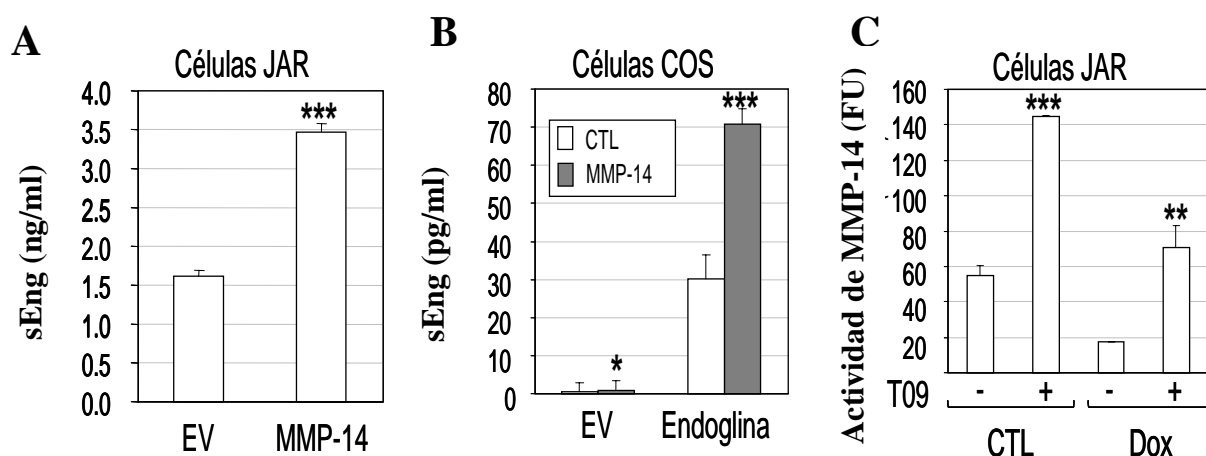 A
Células JAR
sEng (ng/ml)
4.0
3.5
3.0
2.5
2.0
1.5
1.0
0.5
0.0
***
EV MMP-14
B
Células COS
sEng (pg/ml)
80
70
60
50
40
30
20
10
0
CTL
MMP-14
*
***
EV Endoglina
C
Células JAR
Actividad de MMP-14 (FU)
160
140
120
100
80
60
40
20
***
**
T09 - + - +
CTL Dox